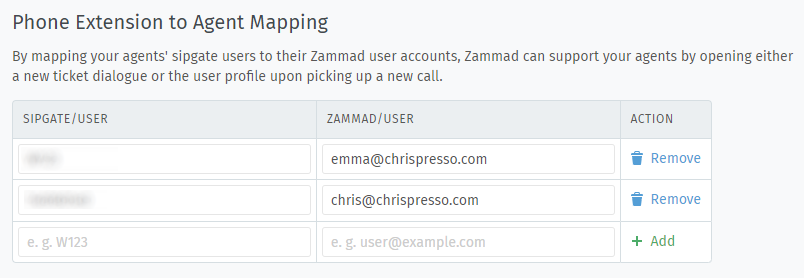 Phone Extension to Agent Mapping
By mapping your agents' sipgate users to their Zammad user accounts, Zammad can support your agents by opening either
a new ticket dialogue or the user profile upon picking up a new call.
SIPGATE/USER ZAMMAD/USER ACTION
emma@chrispresso.com Remove
chris@chrispresso.com Remove
e. g. W123 e. g. user@example.com + Add